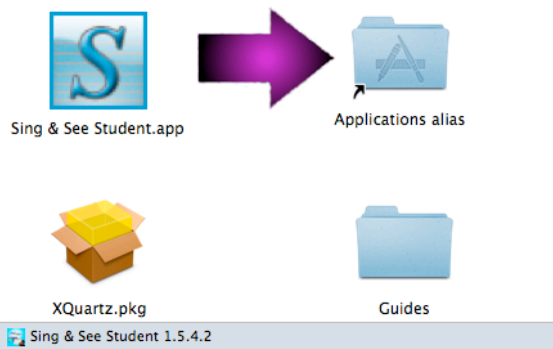 S
Sing & See Student.app
Applications alias
XQuartz.pkg
Guides
Sing & See Student 1.5.4.2